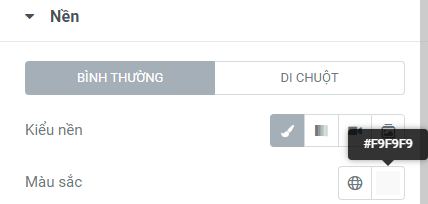 Nền
BÌNH THƯỜNG DI CHUỘT
Kiểu nền
#F9F9F9
Màu sắc